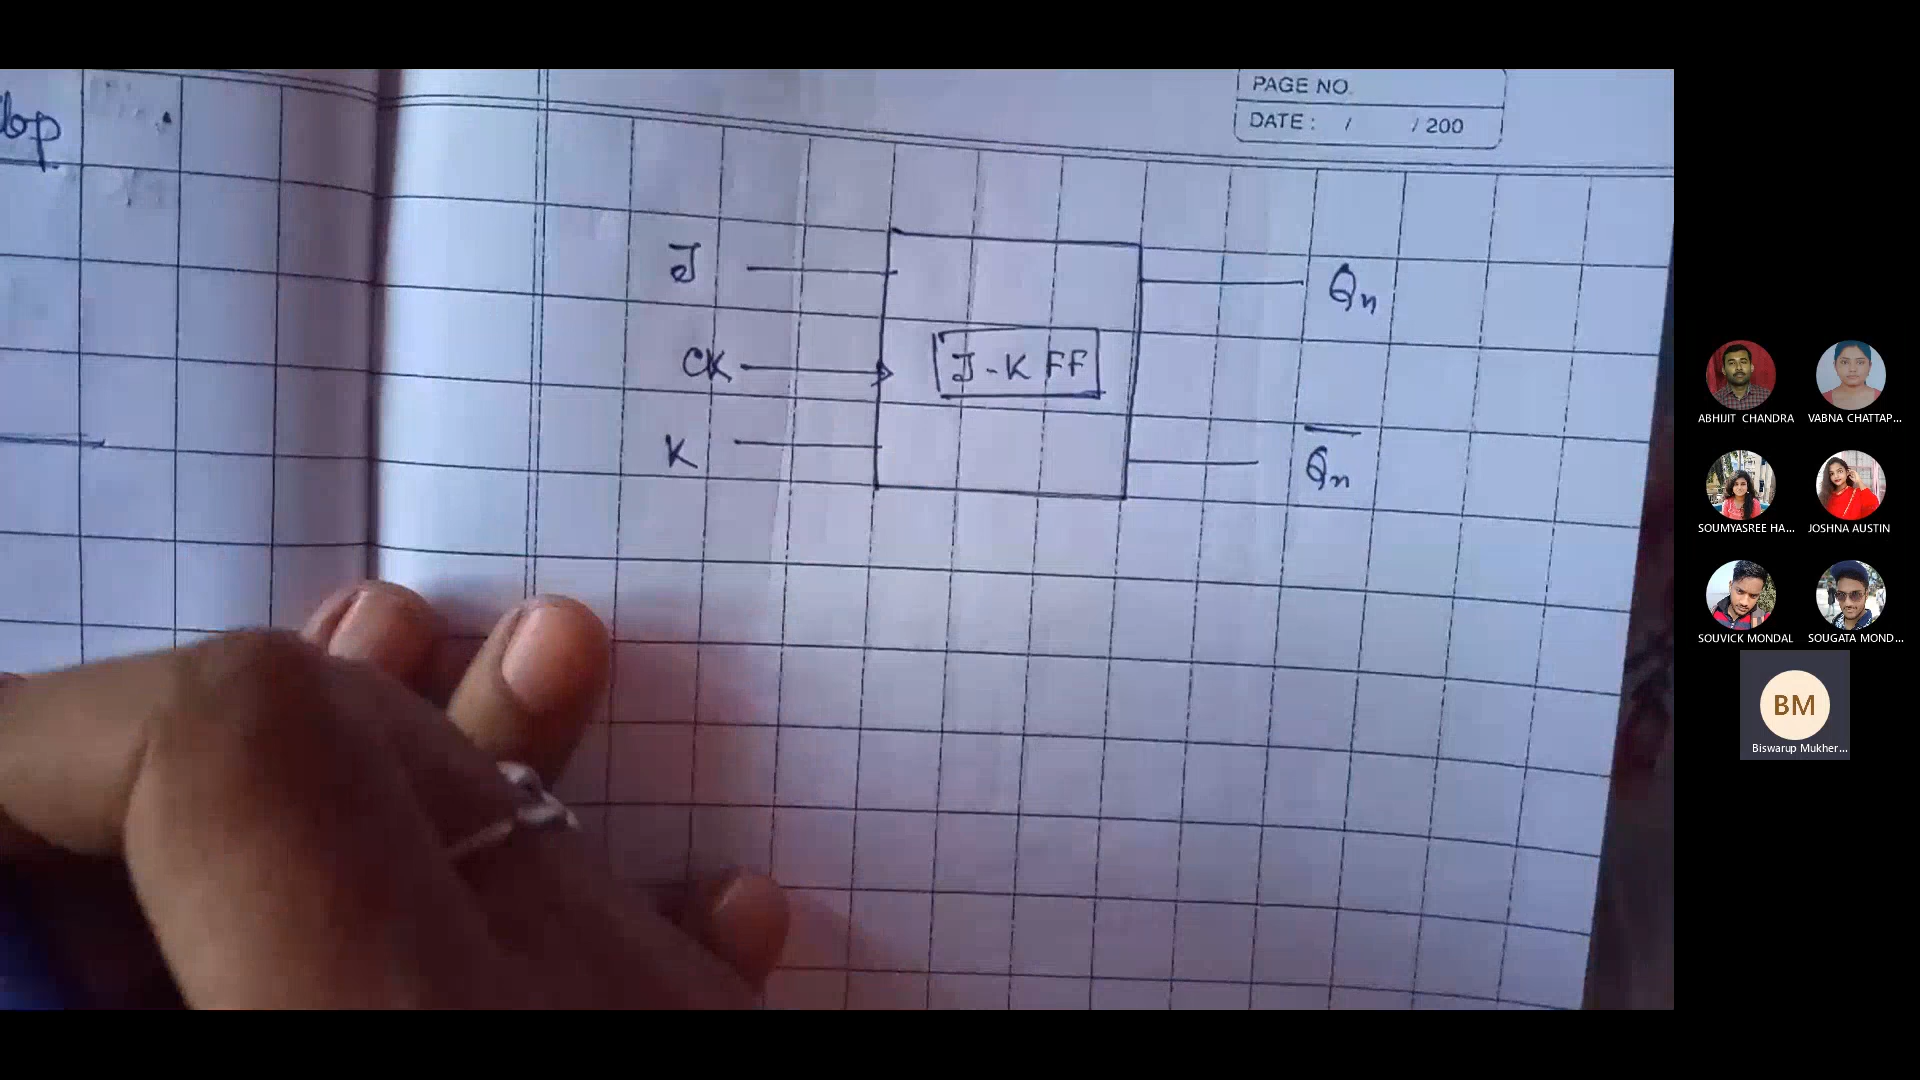 PAGE NO.
DATE : / / 200
J
Qn
CK
J-K FF
K
Qn
ABHIJIT CHANDRA
VABNA CHATTAP...
SOUMYASREE HA...
JOSHNA AUSTIN
SOUVICK MONDAL
SOUGATA MOND...
BM
Biswarup Mukher...